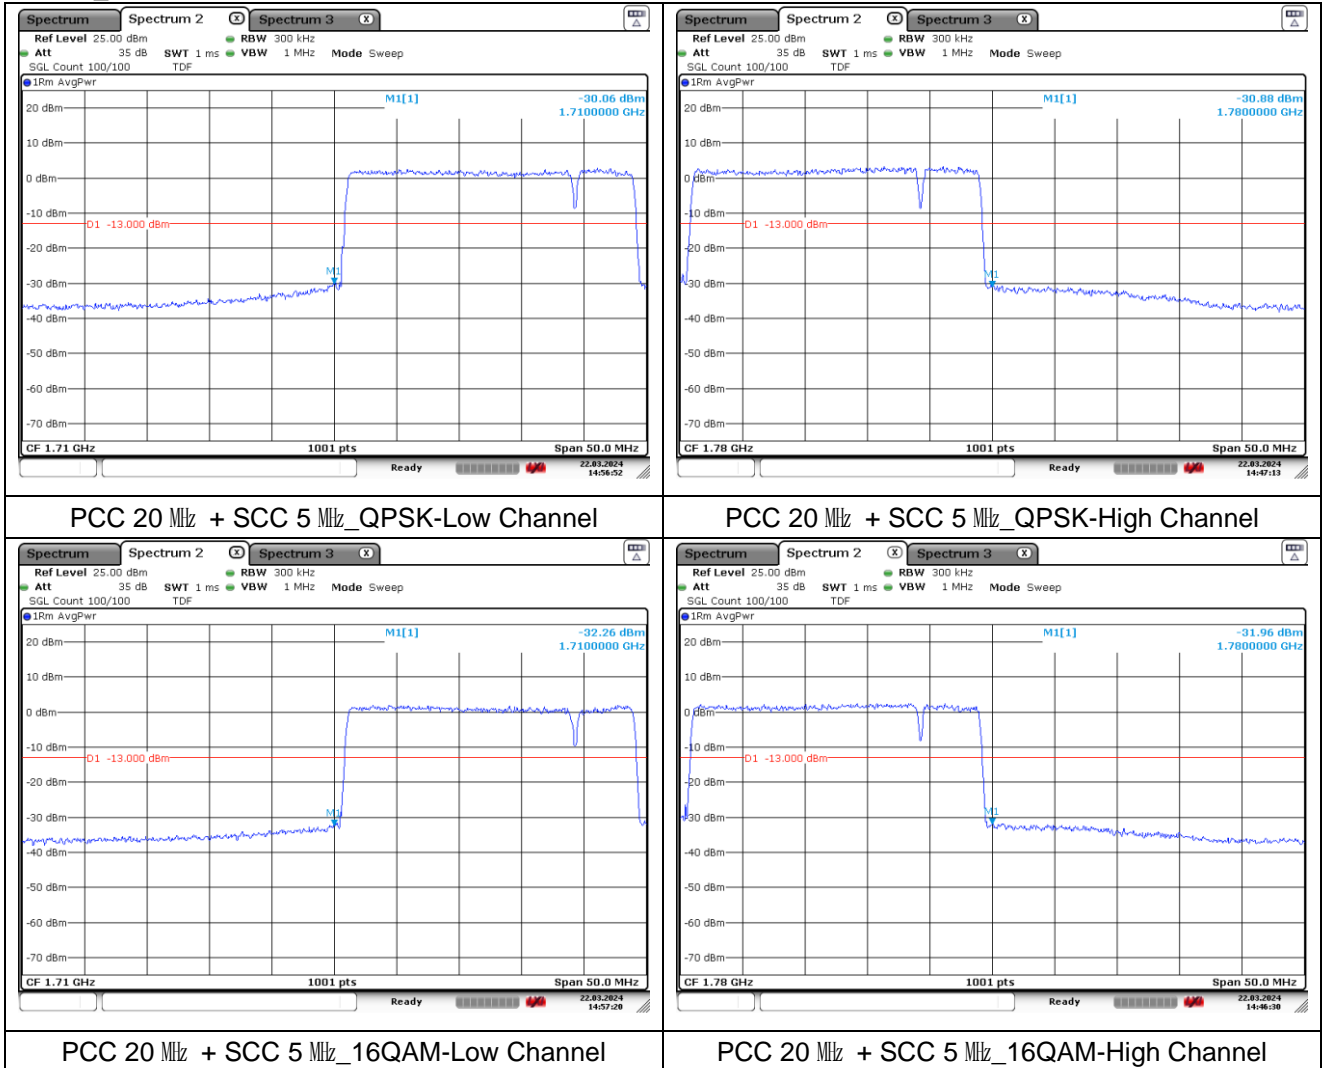 Spectrum Spectrum 2 X Spectrum 3 X
Ref Level 25.00 dBm RBW 300 kHz
Att 35 dB SWT 1 ms VBW 1 MHz Mode Sweep
SGL Count 100/100 TDF
1Rm AvgPwr
M1[1] -30.06 dBm
1.7100000 GHz
20 dBm
10 dBm
0 dBm
-10 dBm
D1 -13.000 dBm
-20 dBm
M1
-30 dBm
-40 dBm
-50 dBm
-60 dBm
-70 dBm
CF 1.71 GHz 1001 pts Span 50.0 MHz
Ready 22.03.2024
14:56:52
PCC 20 ㎒ + SCC 5 ㎒_QPSK-Low Channel
Spectrum Spectrum 2 X Spectrum 3 X
Ref Level 25.00 dBm RBW 300 kHz
Att 35 dB SWT 1 ms VBW 1 MHz Mode Sweep
SGL Count 100/100 TDF
1Rm AvgPwr
M1[1] -30.88 dBm
1.7800000 GHz
20 dBm
10 dBm
0 dBm
-10 dBm
D1 -13.000 dBm
-20 dBm
M1
-30 dBm
-40 dBm
-50 dBm
-60 dBm
-70 dBm
CF 1.78 GHz 1001 pts Span 50.0 MHz
Ready 22.03.2024
14:47:13
PCC 20 ㎒ + SCC 5 ㎒_QPSK-High Channel
Spectrum Spectrum 2 X Spectrum 3 X
Ref Level 25.00 dBm RBW 300 kHz
Att 35 dB SWT 1 ms VBW 1 MHz Mode Sweep
SGL Count 100/100 TDF
1Rm AvgPwr
M1[1] -32.26 dBm
1.7100000 GHz
20 dBm
10 dBm
0 dBm
-10 dBm
D1 -13.000 dBm
-20 dBm
M1
-30 dBm
-40 dBm
-50 dBm
-60 dBm
-70 dBm
CF 1.71 GHz 1001 pts Span 50.0 MHz
Ready 22.03.2024
14:57:20
PCC 20 ㎒ + SCC 5 ㎒_16QAM-Low Channel
Spectrum Spectrum 2 X Spectrum 3 X
Ref Level 25.00 dBm RBW 300 kHz
Att 35 dB SWT 1 ms VBW 1 MHz Mode Sweep
SGL Count 100/100 TDF
1Rm AvgPwr
M1[1] -31.96 dBm
1.7800000 GHz
20 dBm
10 dBm
0 dBm
-10 dBm
D1 -13.000 dBm
-20 dBm
M1
-30 dBm
-40 dBm
-50 dBm
-60 dBm
-70 dBm
CF 1.78 GHz 1001 pts Span 50.0 MHz
Ready 22.03.2024
14:46:30
PCC 20 ㎒ + SCC 5 ㎒_16QAM-High Channel